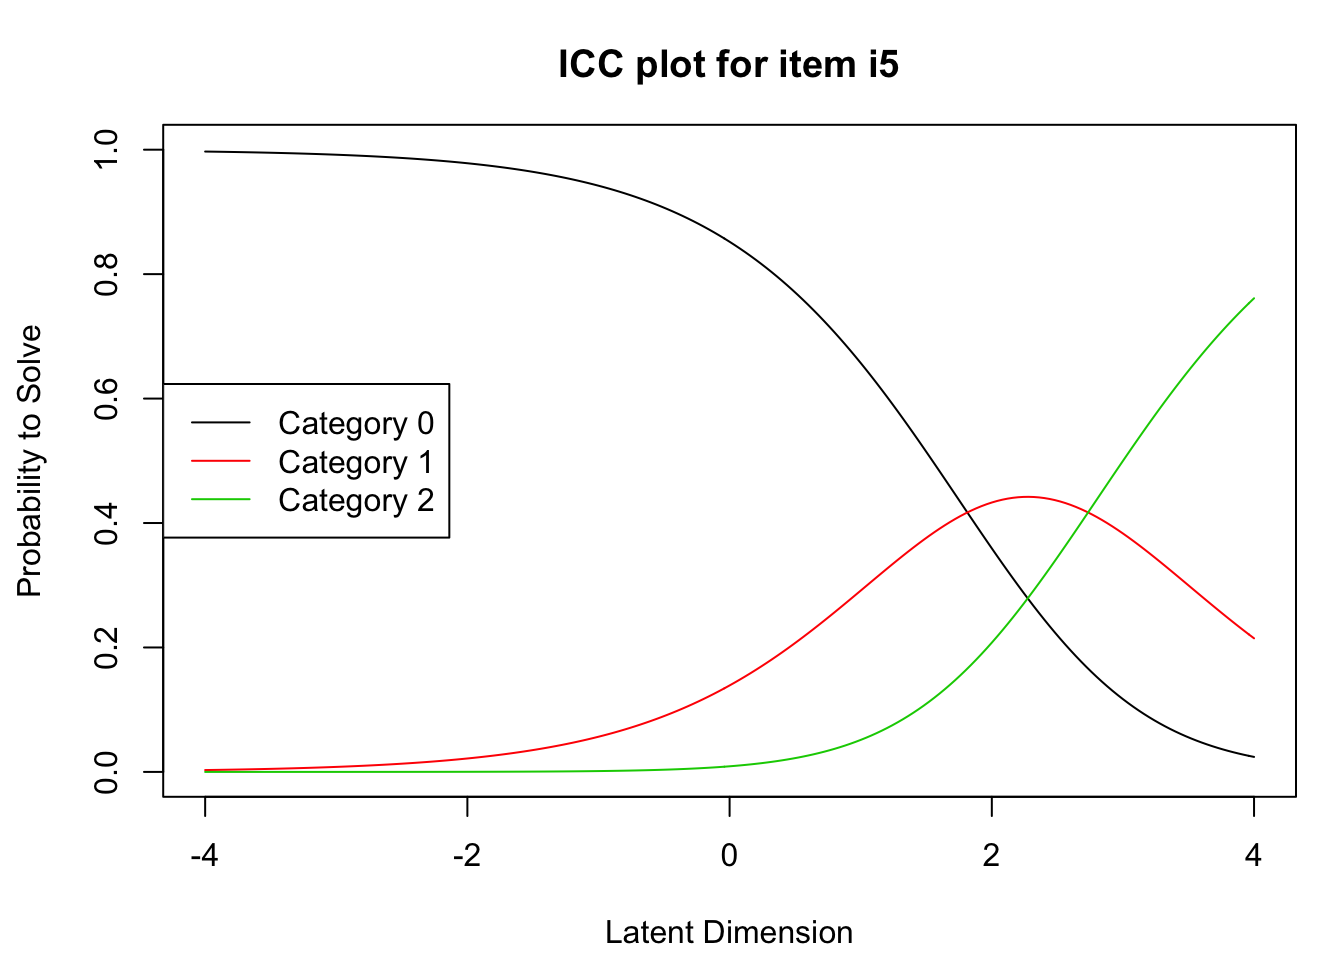 ICC plot for item i5
Probability to Solve
1.0
0.8
0.6
0.4
0.2
0.0
Category 0
Category 1
Category 2
-4
-2
0
2
4
Latent Dimension